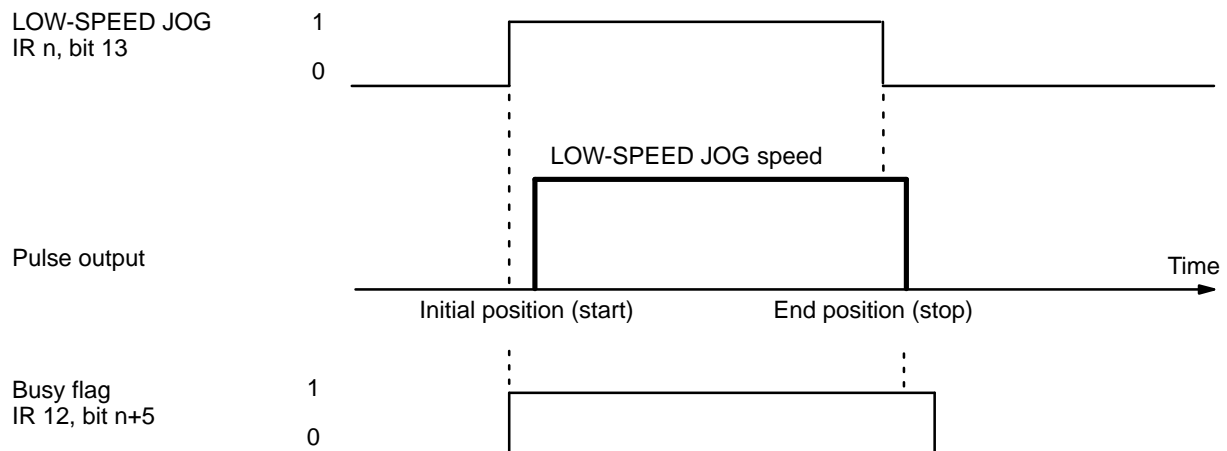 LOW-SPEED JOG
IR n, bit 13
1
0
LOW-SPEED JOG speed
Pulse output
Time
Initial position (start)
End position (stop)
Busy flag
IR 12, bit n+5
1
0